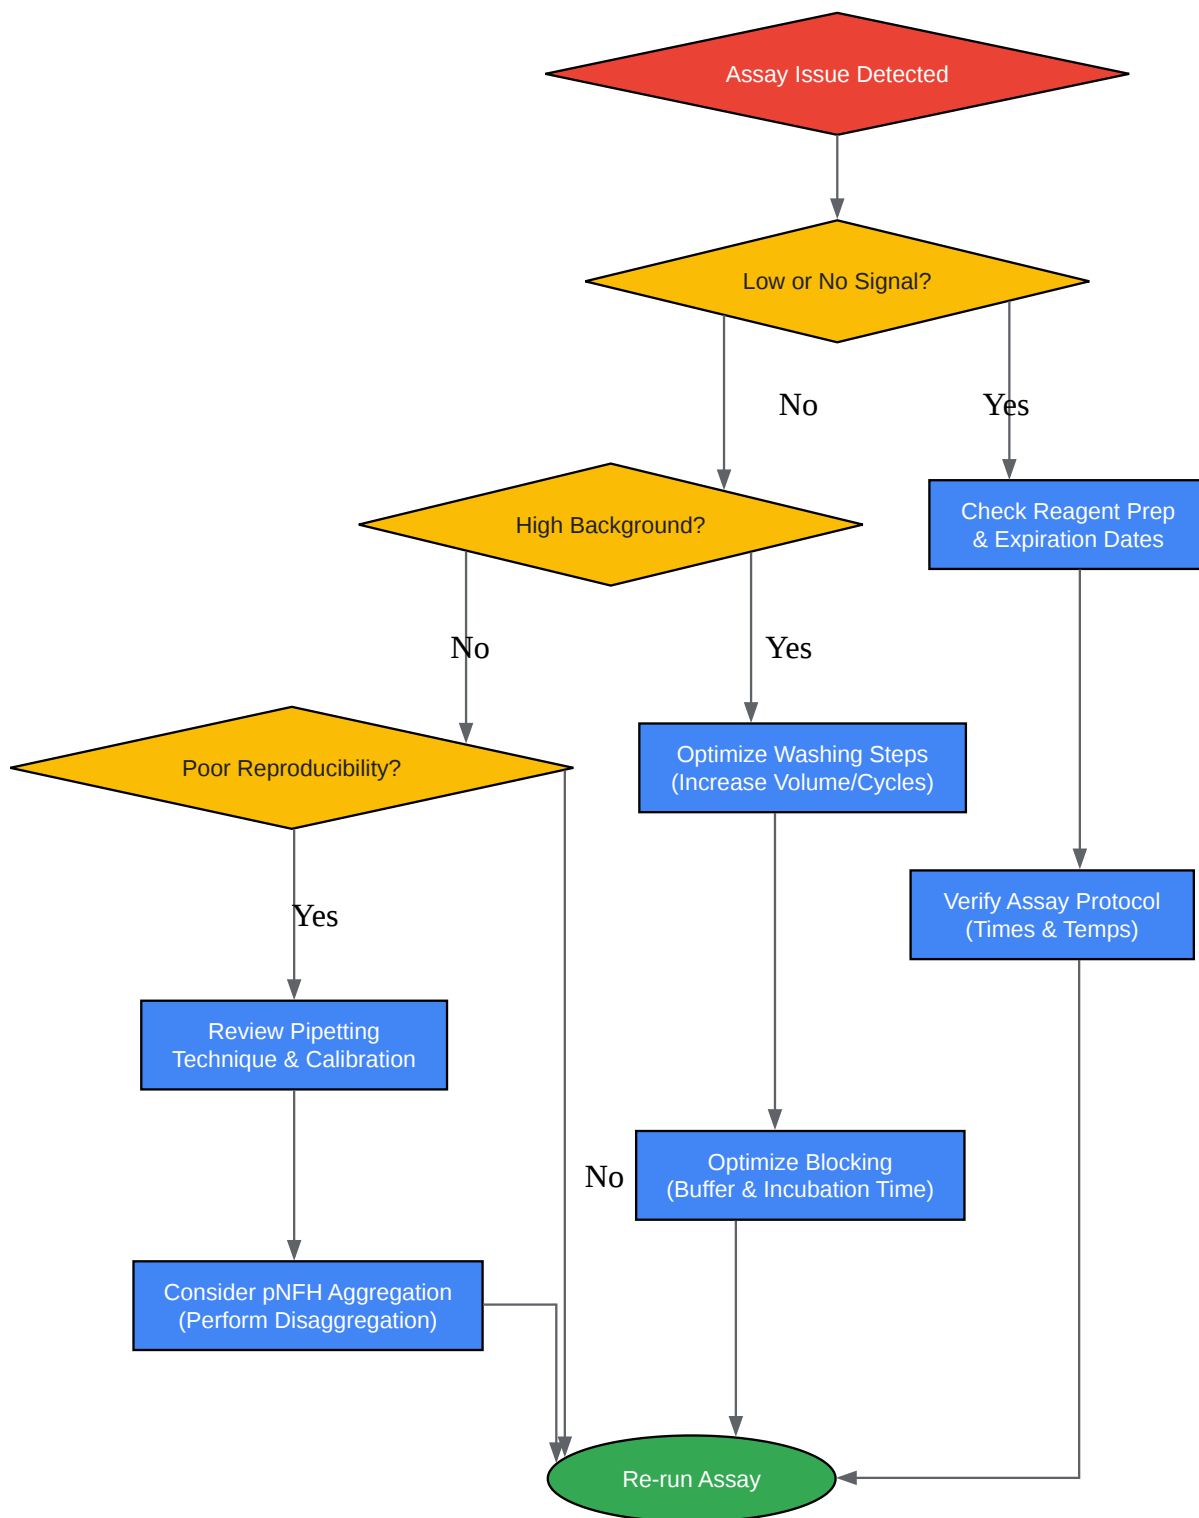 Assay Issue Detected
Low or No Signal?
No
Yes
High Background?
Check Reagent Prep
& Expiration Dates
No
Yes
Poor Reproducibility?
Optimize Washing Steps
(Increase Volume/Cycles)
Verify Assay Protocol
(Times & Temps)
Yes
Review Pipetting
Technique & Calibration
No
Optimize Blocking
(Buffer & Incubation Time)
Consider pNFH Aggregation
(Perform Disaggregation)
Re-run Assay